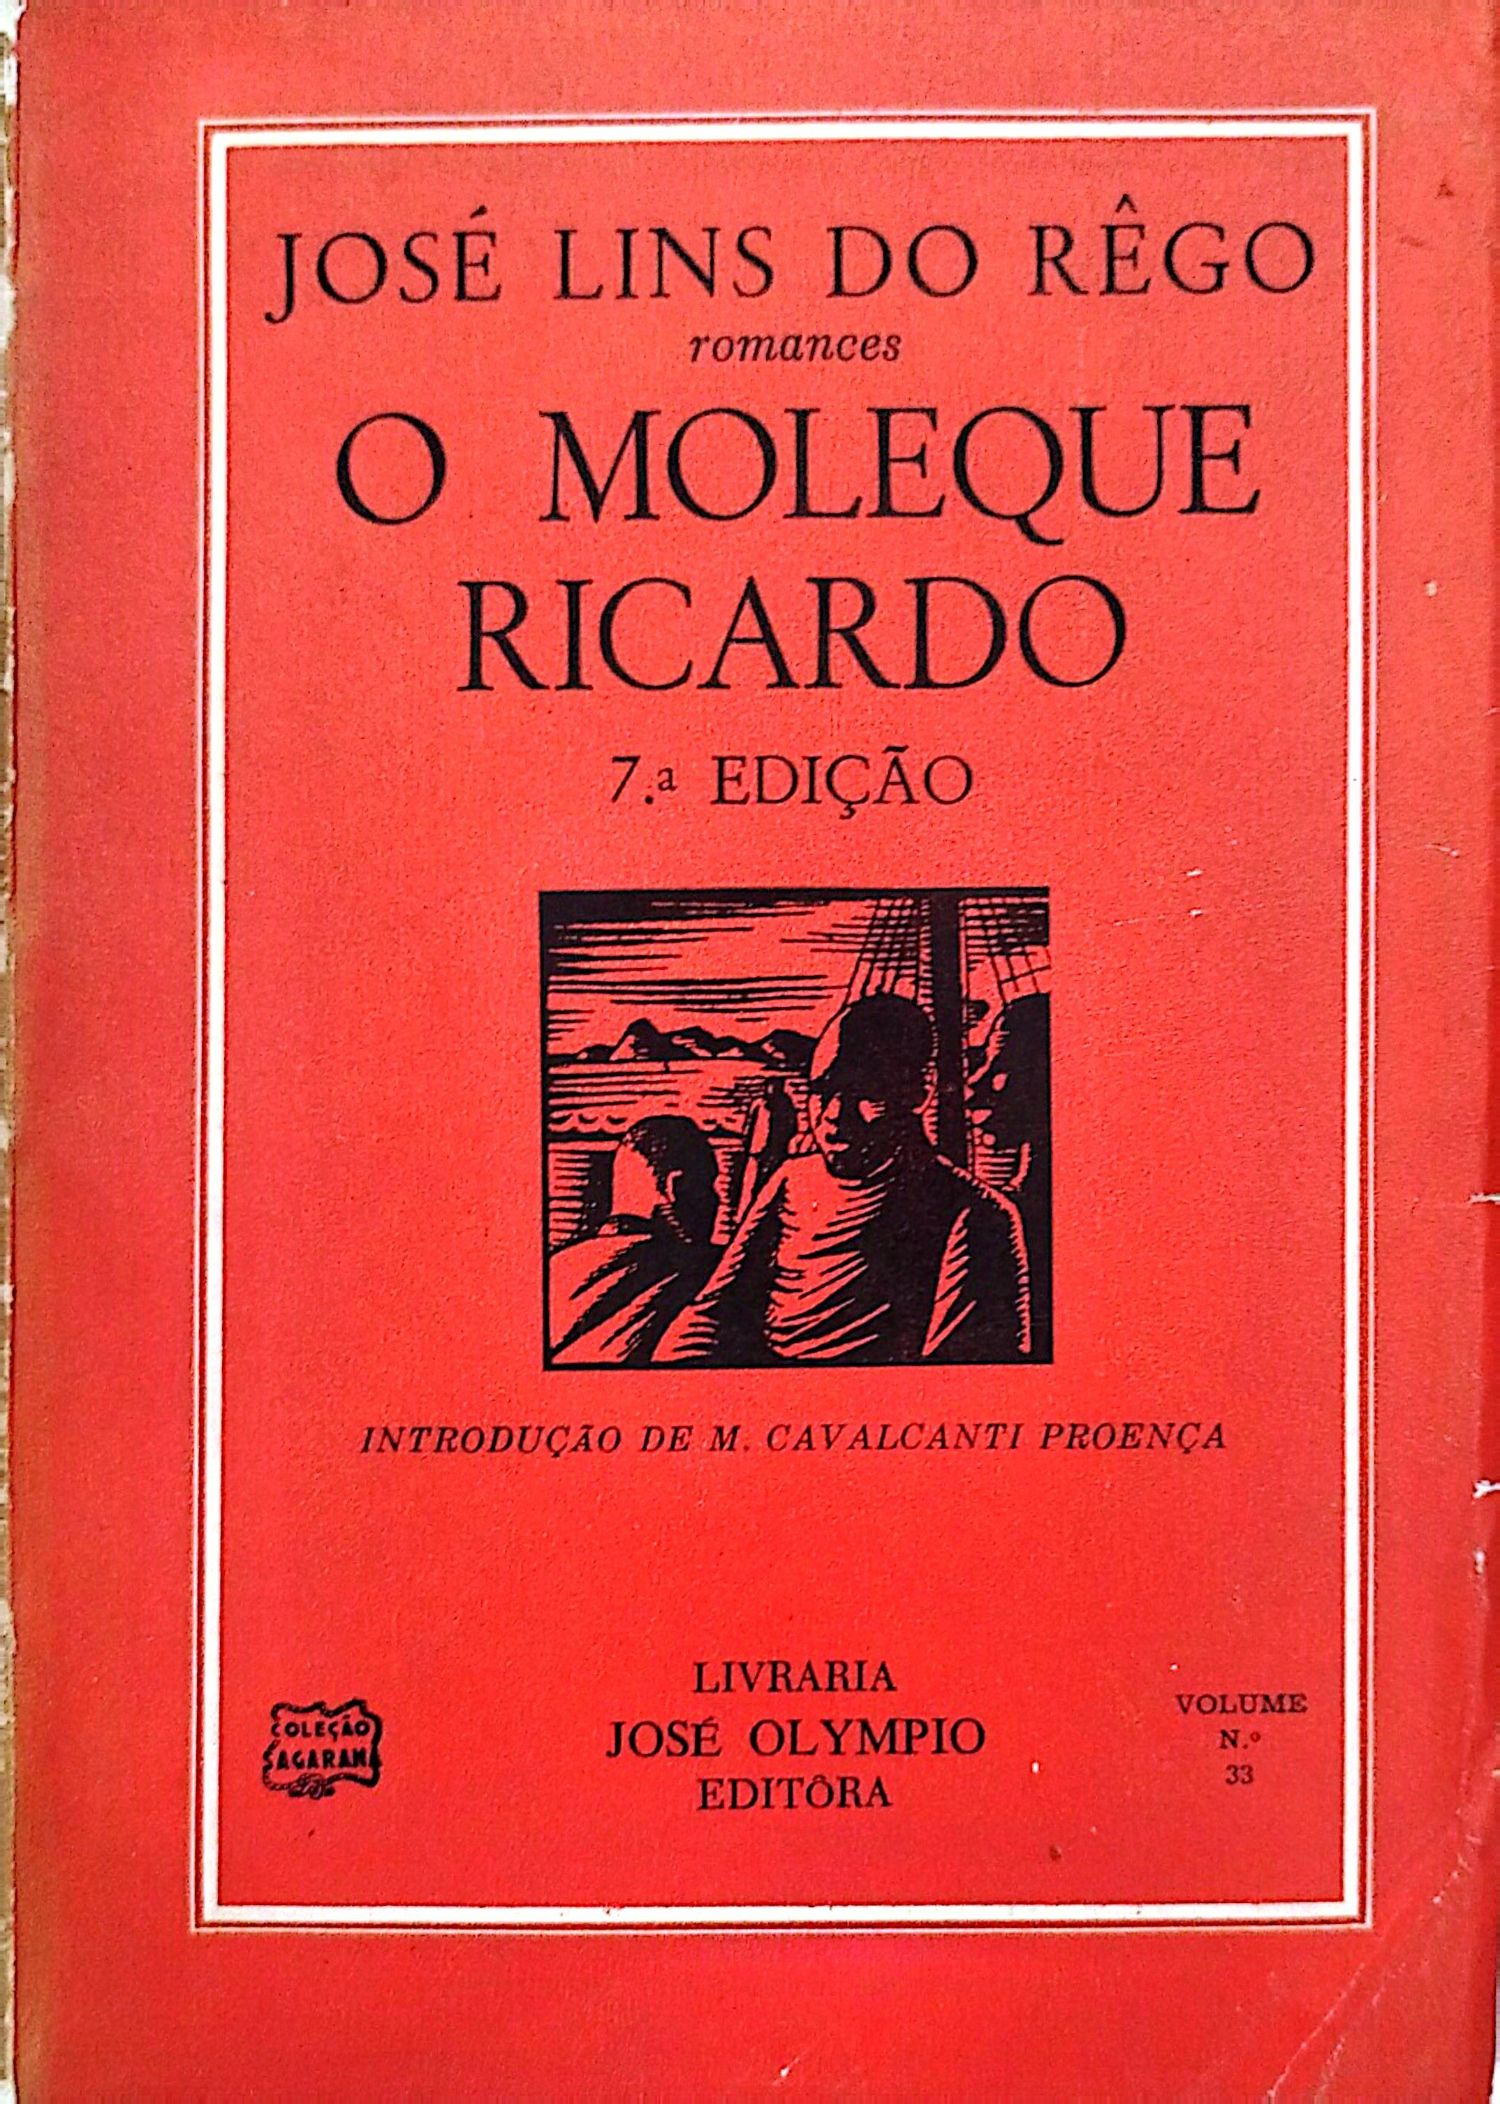 JOSÉ LINS DO RÊGO
romances
O MOLEQUE
RICARDO
7.ª EDIÇÃO
INTRODUÇÃO DE M. CAVALCANTI PROENÇA
COLEÇÃO
SAGARANA
LIVRARIA
JOSÉ OLYMPIO
EDITÔRA
VOLUME
N.º
33